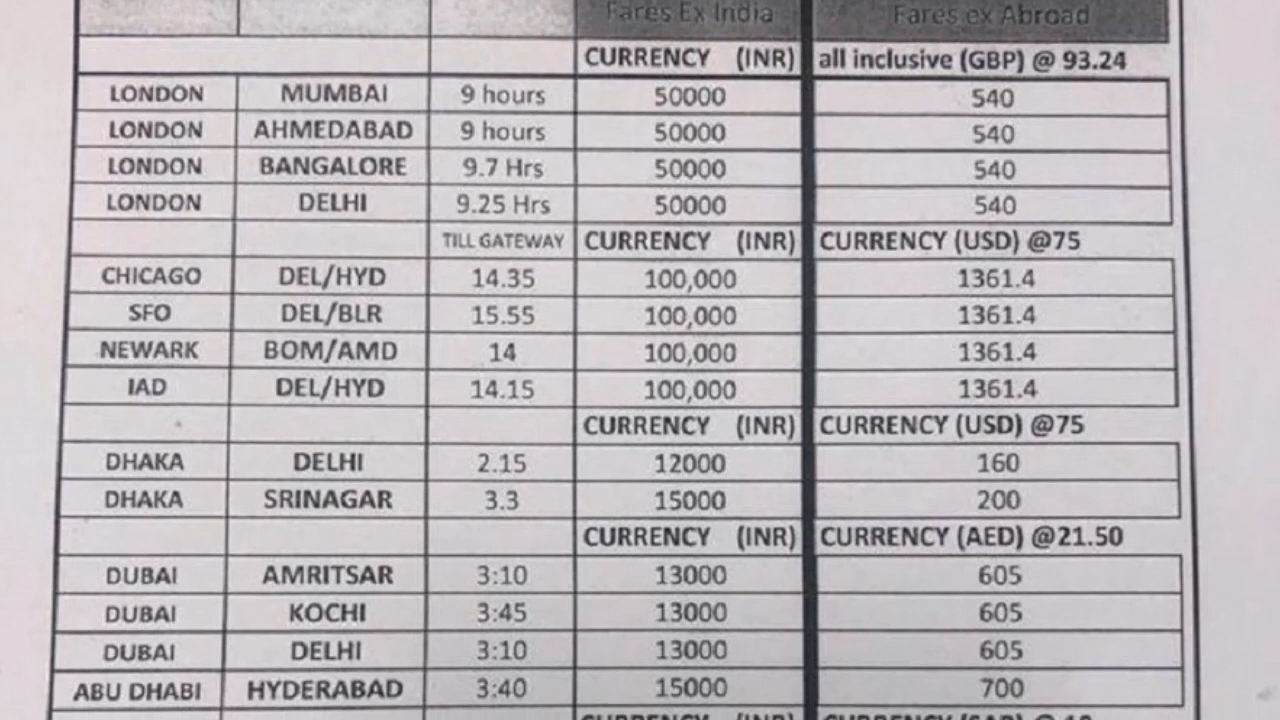 Fares Ex India Fares ex Abroad
CURRENCY (INR) all inclusive (GBP) @ 93.24
LONDON MUMBAI 9 hours 50000 540
LONDON AHMEDABAD 9 hours 50000 540
LONDON BANGALORE 9.7 Hrs 50000 540
LONDON DELHI 9.25 Hrs 50000 540
TILL GATEWAY CURRENCY (INR) CURRENCY (USD) @75
CHICAGO DEL/HYD 14.35 100,000 1361.4
SFO DEL/BLR 15.55 100,000 1361.4
NEWARK BOM/AMD 14 100,000 1361.4
IAD DEL/HYD 14.15 100,000 1361.4
CURRENCY (INR) CURRENCY (USD) @75
DHAKA DELHI 2.15 12000 160
DHAKA SRINAGAR 3.3 15000 200
CURRENCY (INR) CURRENCY (AED) @21.50
DUBAI AMRITSAR 3:10 13000 605
DUBAI KOCHI 3:45 13000 605
DUBAI DELHI 3:10 13000 605
ABU DHABI HYDERABAD 3:40 15000 700